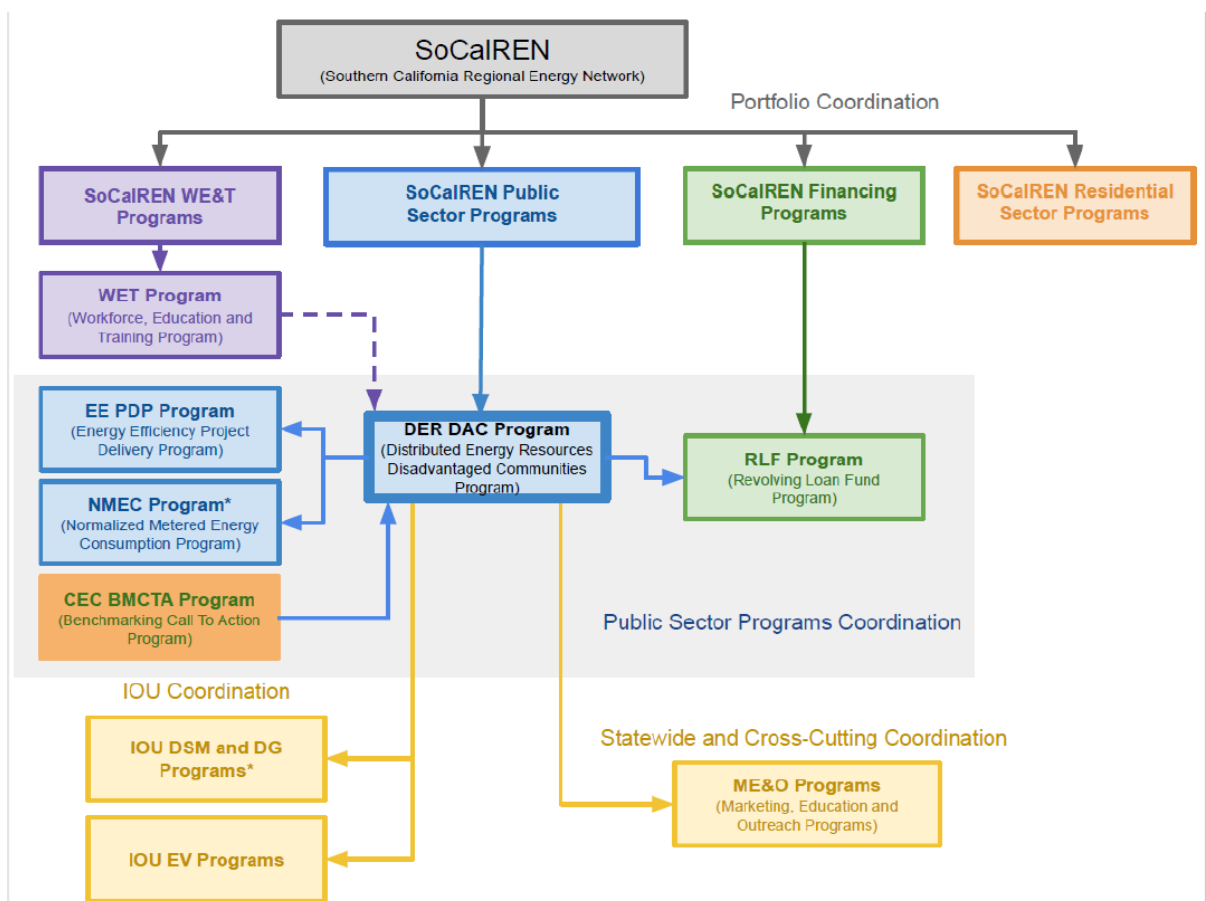 SoCalREN
(Southern California Regional Energy Network)
Portfolio Coordination
SoCalREN WE&T
Programs
SoCalREN Public
Sector Programs
SoCalREN Financing
Programs
SoCalREN Residential
Sector Programs
WET Program
(Workforce, Education and
Training Program)
EE PDP Program
(Energy Efficiency Project
Delivery Program)
DER DAC Program
(Distributed Energy Resources
Disadvantaged Communities
Program)
RLF Program
(Revolving Loan Fund
Program)
NMEC Program*
(Normalized Metered Energy
Consumption Program)
CEC BMCTA Program
(Benchmarking Call To Action
Program)
Public Sector Programs Coordination
IOU Coordination
IOU DSM and DG
Programs*
Statewide and Cross-Cutting Coordination
ME&O Programs
(Marketing, Education and
Outreach Programs)
IOU EV Programs